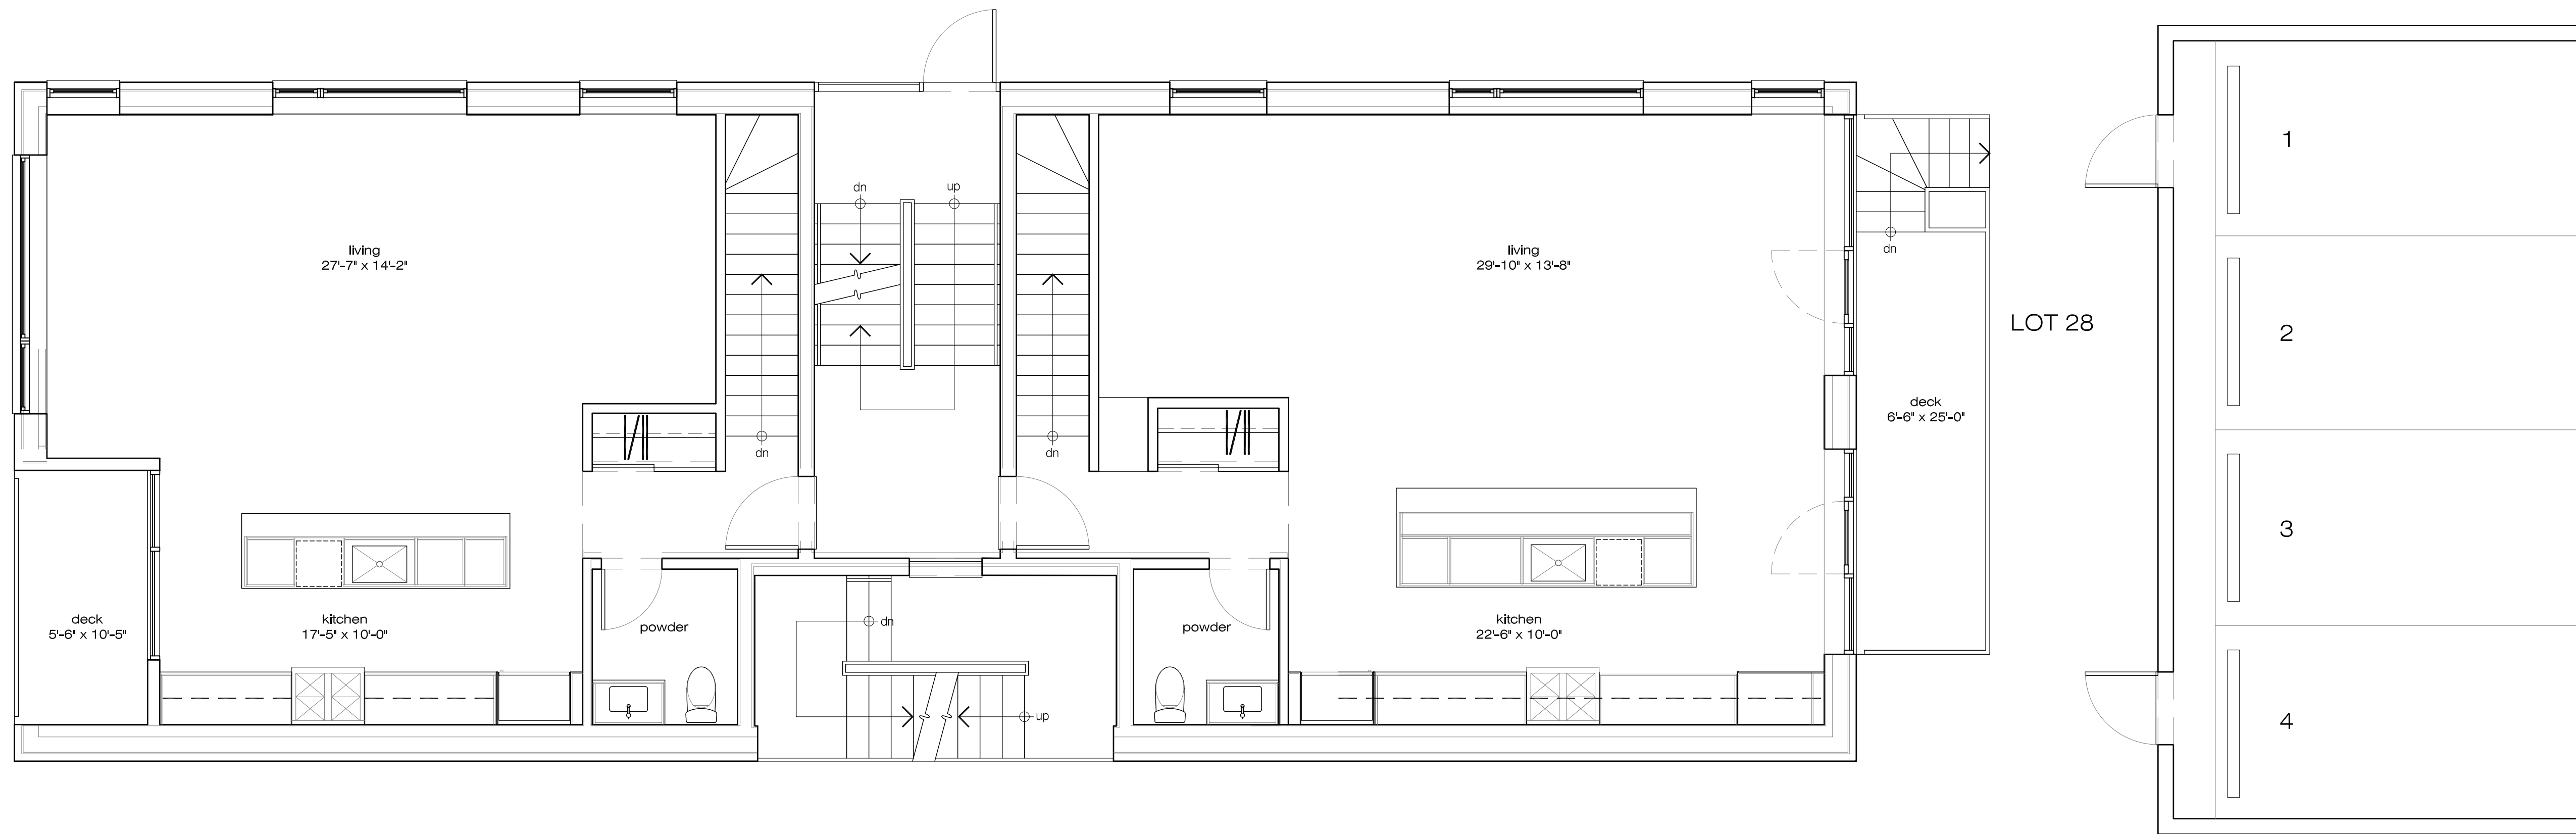 living
27'-7" x 14'-2"
deck
5'-6" x 10'-5"
kitchen
17'-5" x 10'-0"
powder
dn
dn
up
dn
dn
up
living
29'-10" x 13'-8"
powder
kitchen
22'-6" x 10'-0"
dn
deck
6'-6" x 25'-0"
LOT 28
1
2
3
4